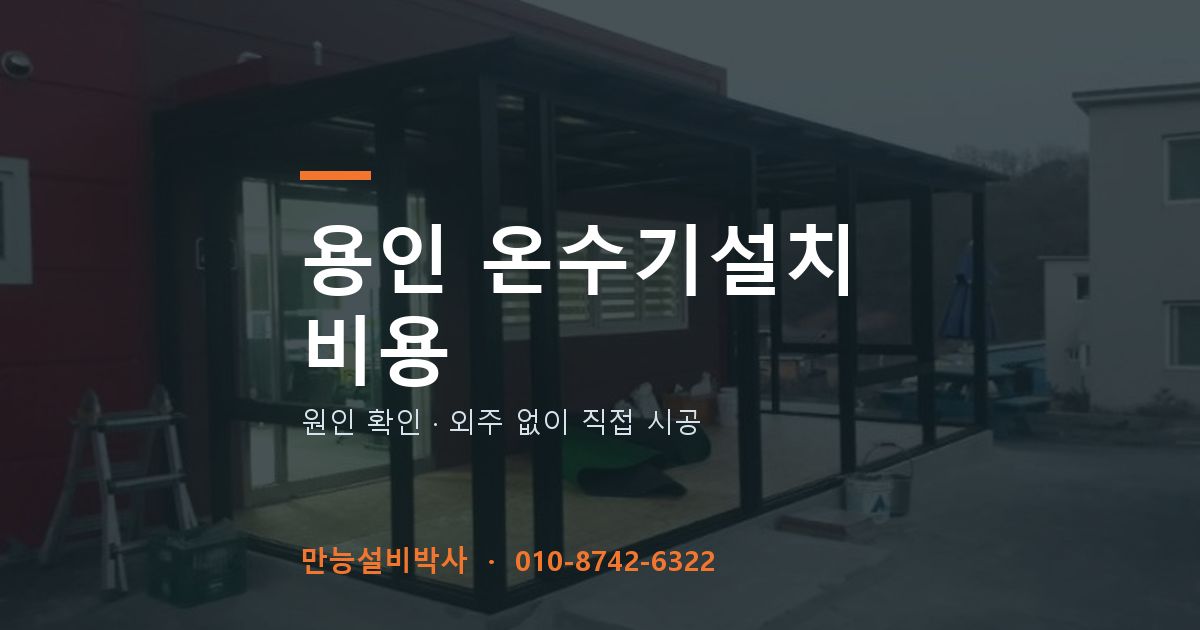 용인 온수기설치
비용
원인 확인 · 외주 없이 직접 시공
만능설비박사 · 010-8742-6322